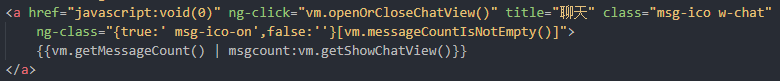 <a href="javascript:void(0)" ng-click="vm.openOrCloseChatView()" title="聊天" class="msg-ico w-chat"
ng-class="{true:' msg-ico-on',false:''}[vm.messageCountIsNotEmpty()]">
{{vm.getMessageCount() | msgcount:vm.getShowChatView()}}
</a>